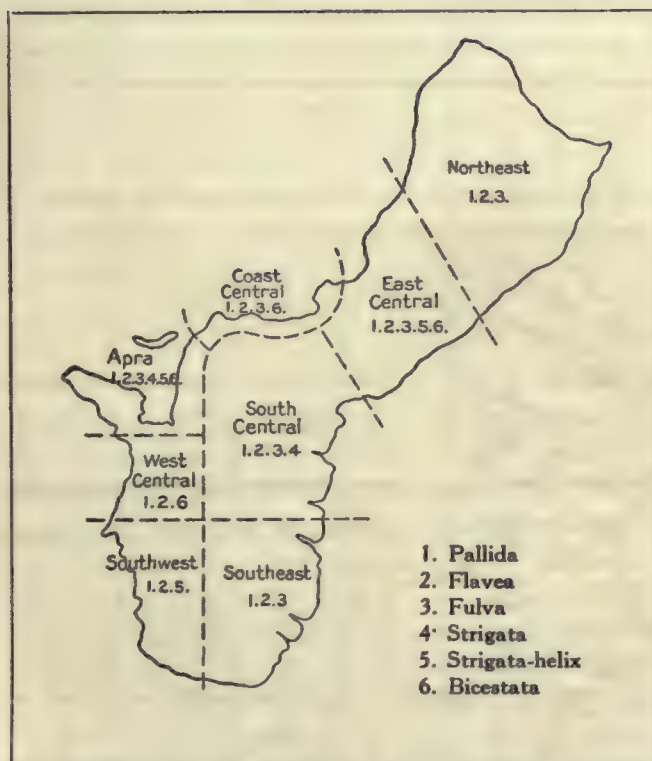 Northeast
1.2.3.
East
Central
1.2.3.5.6.
Coast
Central
1.2.3.6.
Apra
1.2.3.4.5.6.
South
Central
1.2.3.4
West
Central
1.2.6
Southwest
1.2.5.
Southeast
1.2.3
1. Pallida
2. Flavea
3. Fulva
4· Strigata
5. Strigata-helix
6. Bicestata